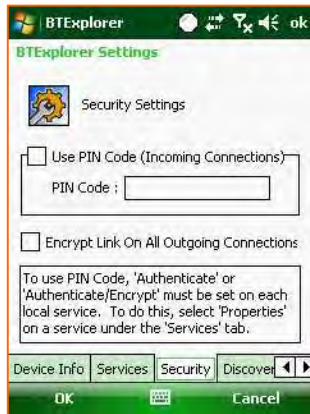 BTExplorer ok
BTExplorer Settings
Security Settings
Use PIN Code (Incoming Connections)
PIN Code :
Encrypt Link On All Outgoing Connections
To use PIN Code, 'Authenticate' or
'Authenticate/Encrypt' must be set on each
local service. To do this, select 'Properties'
on a service under the 'Services' tab.
Device Info Services Security Discover
OK Cancel